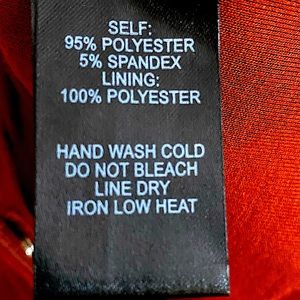 SELF:
95% POLYESTER
5% SPANDEX
LINING:
100% POLYESTER
HAND WASH COLD
DO NOT BLEACH
LINE DRY
IRON LOW HEAT